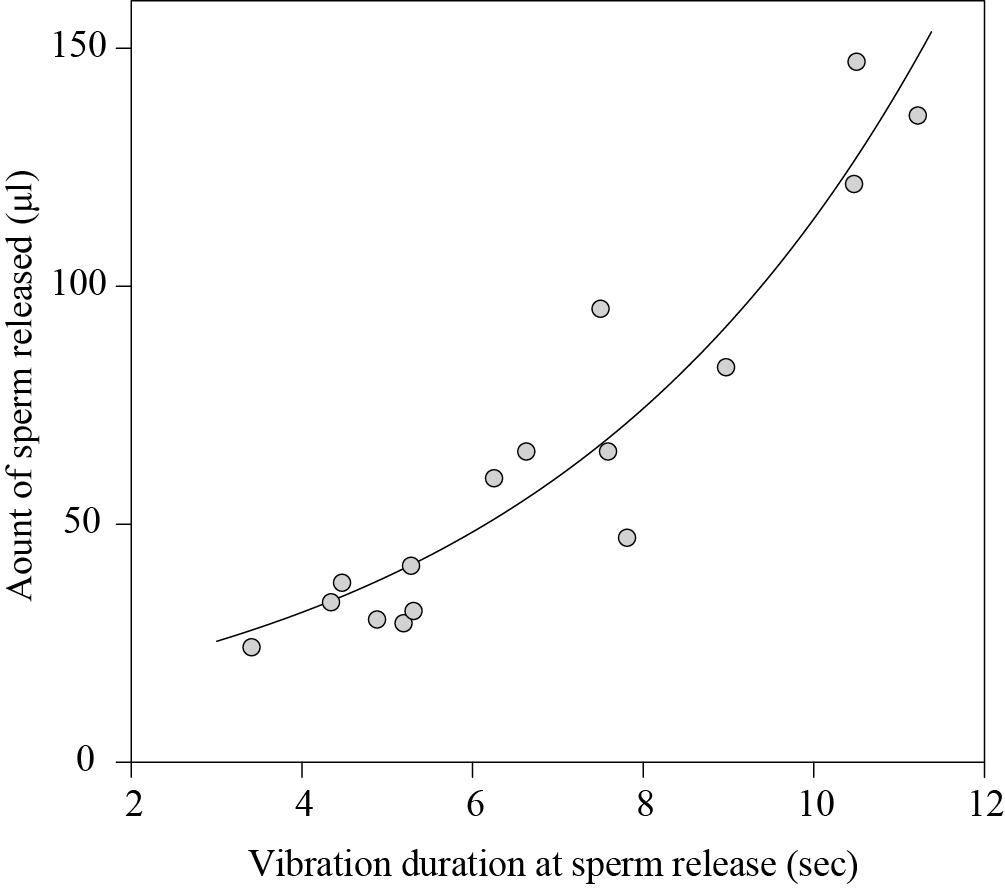 150
100
50
0
Aount of sperm released (µl)
2 4 6 8 10 12
Vibration duration at sperm release (sec)